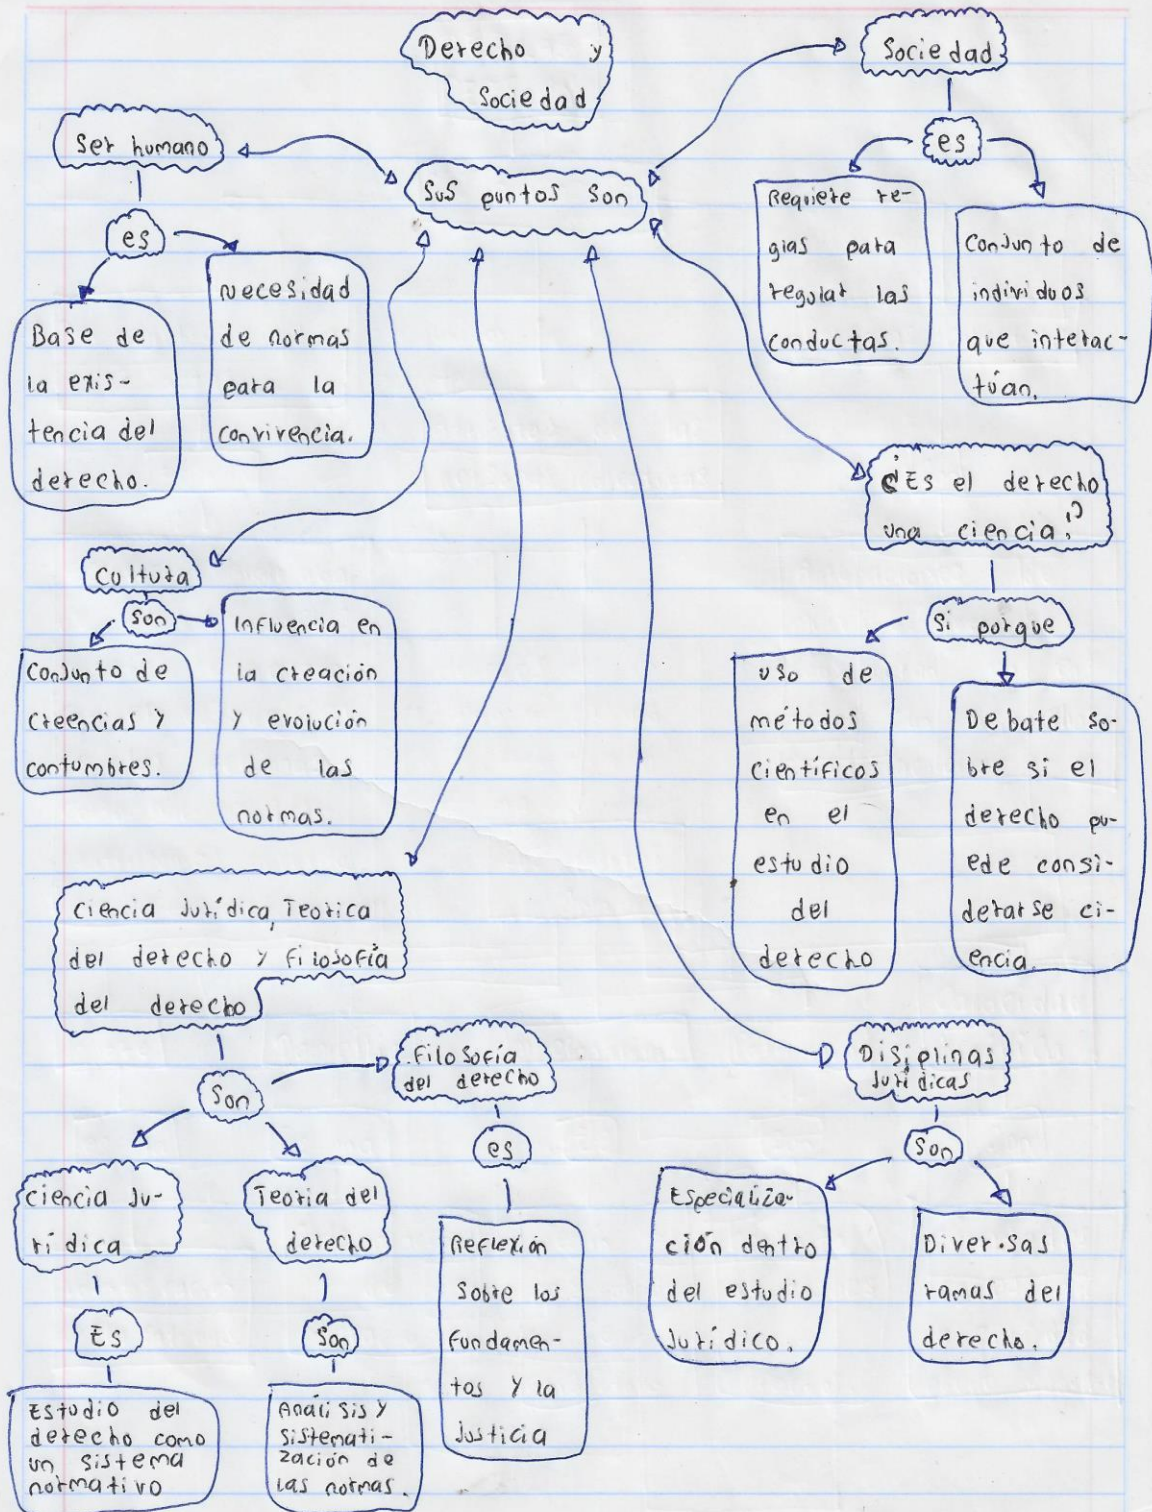 Derecho y
Sociedad
Sus puntos son
Ser humano
es
Base de
la exis-
tencia del
derecho.
Necesidad
de normas
para la
convivencia.
Sociedad
es
Requiere re-
glas para
regular las
conductas.
Conjunto de
individuos
que interac-
túan.
Cultura
son
Conjunto de
creencias y
contumbres.
Influencia en
la creación
y evolución
de las
normas.
¿Es el derecho
una ciencia?
Si porque
uso de
métodos
científicos
en el
estudio
del
derecho
Debate so-
bre si el
derecho pu-
ede consi-
derarse ci-
encia.
Ciencia Jurídica, Teorica
del derecho y filosofía
del derecho
Son
Ciencia Ju-
rídica
Es
Estudio del
derecho como
un sistema
normativo
Teoria del
derecho
Son
Análisis y
sistemati-
zación de
las normas.
Filosofía
del derecho
es
Reflexión
sobre los
fundamen-
tos y la
Justicia
Disiplinas
Jurídicas
Son
Especializa-
ción dentro
del estudio
Jurídico.
Diversas
ramas del
derecho.